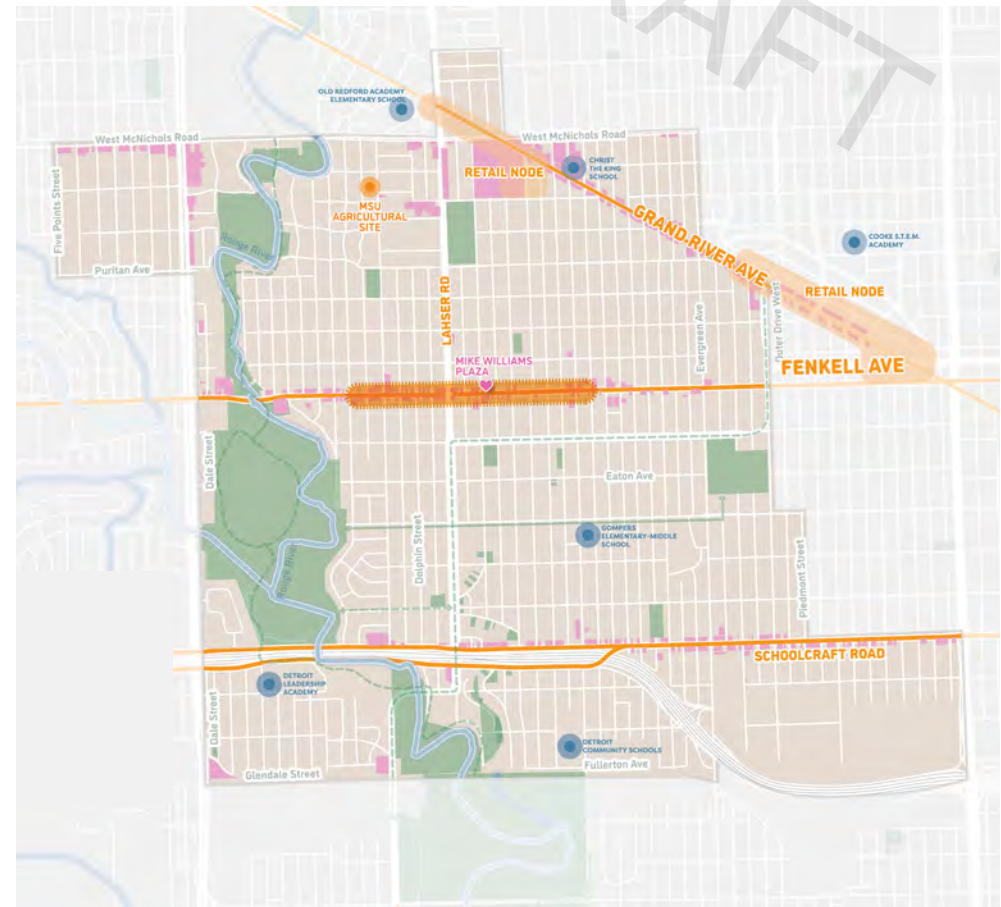 DRAFT
OLD REDFORD ACADEMY
ELEMENTARY SCHOOL
West McNichols Road
West McNichols Road
CHRIST
THE KING
SCHOOL
RETAIL NODE
MSU
AGRICULTURAL
SITE
Five Points Street
GRAND RIVER AVE
COOKE S.T.E.M.
ACADEMY
Rouge River
Puritan Ave
LAHSER RD
RETAIL NODE
Evergreen Ave
Outer Drive West
MIKE WILLIAMS
PLAZA
FENKELL AVE
Dale Street
Eaton Ave
GOMPERS
ELEMENTARY-MIDDLE
SCHOOL
Dolphin Street
Rouge River
Piedmont Street
SCHOOLCRAFT ROAD
DETROIT
LEADERSHIP
ACADEMY
Dale Street
DETROIT
COMMUNITY SCHOOLS
Fullerton Ave
Glendale Street